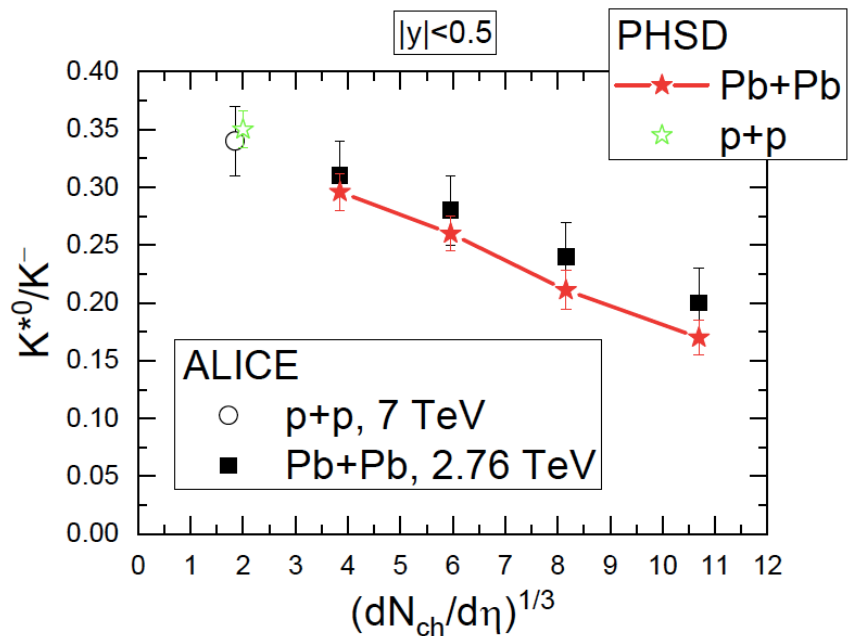 |y|<0.5
PHSD
Pb+Pb
p+p
0.40
0.35
0.30
0.25
0.20
0.15
0.10
0.05
0.00
K*⁰/K⁻
ALICE
p+p, 7 TeV
Pb+Pb, 2.76 TeV
0 1 2 3 4 5 6 7 8 9 10 11 12
(dN_ch/dη)^1/3